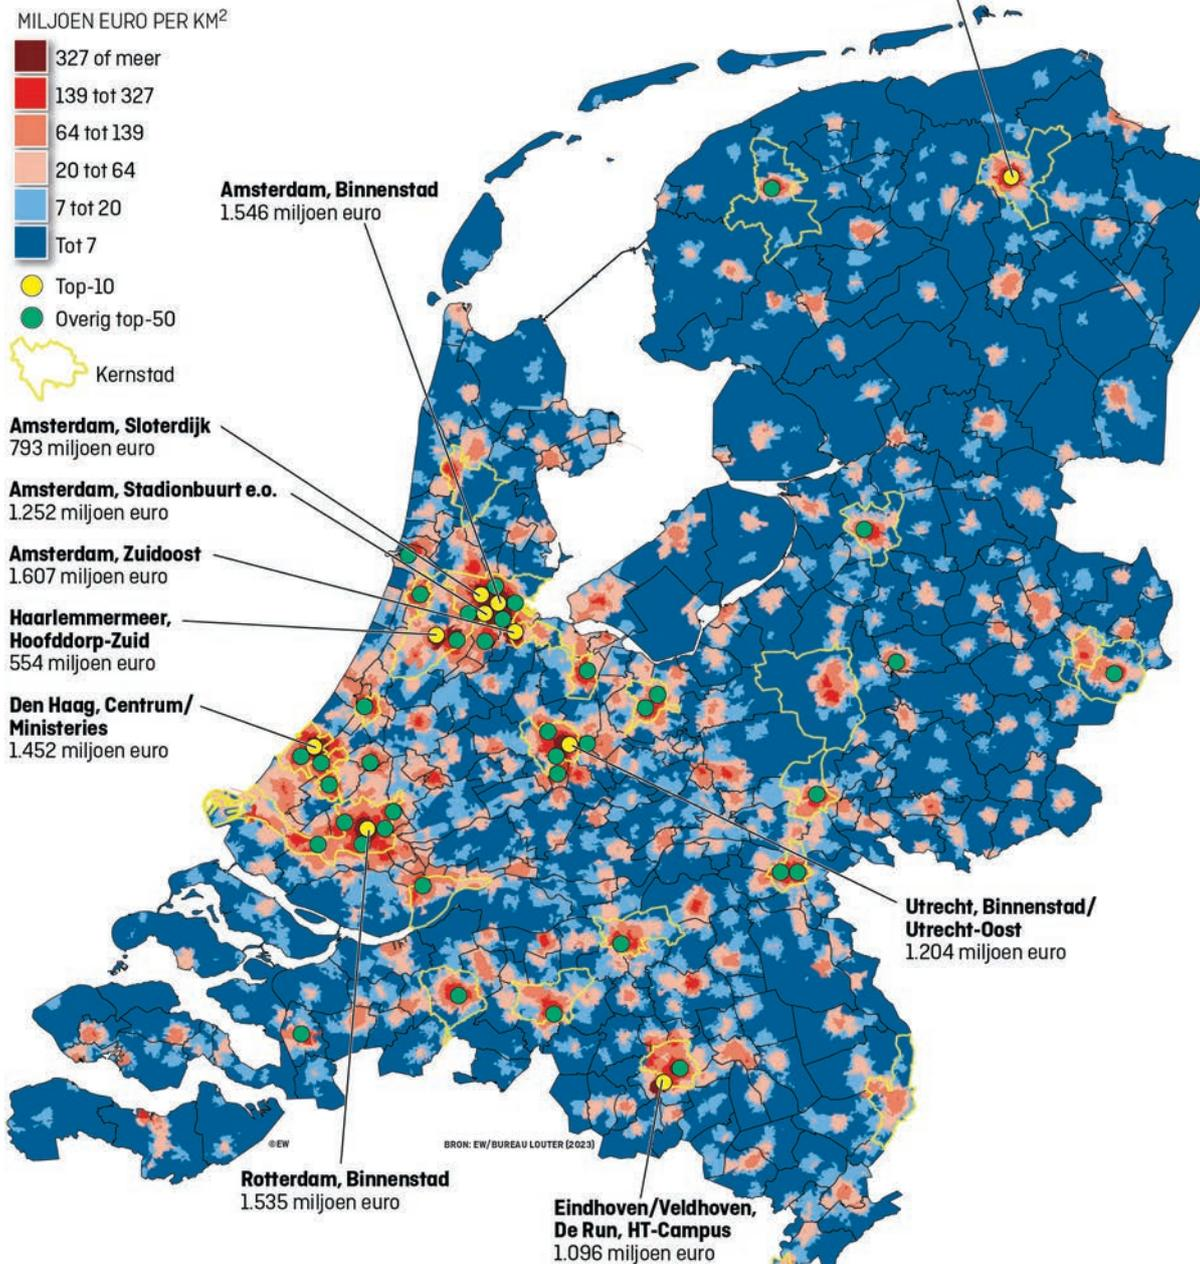 MILJOEN EURO PER KM²
327 of meer
139 tot 327
64 tot 139
20 tot 64
7 tot 20
Tot 7
Top-10
Overig top-50
Kernstad
Amsterdam, Binnenstad
1.546 miljoen euro
Amsterdam, Sloterdijk
793 miljoen euro
Amsterdam, Stadionbuurt e.o.
1.252 miljoen euro
Amsterdam, Zuidoost
1.607 miljoen euro
Haarlemmermeer,
Hoofddorp-Zuid
554 miljoen euro
Den Haag, Centrum/
Ministeries
1.452 miljoen euro
Utrecht, Binnenstad/
Utrecht-Oost
1.204 miljoen euro
©EW
BRON: EW/BUREAU LOUTER (2023)
Rotterdam, Binnenstad
1.535 miljoen euro
Eindhoven/Veldhoven,
De Run, HT-Campus
1.096 miljoen euro